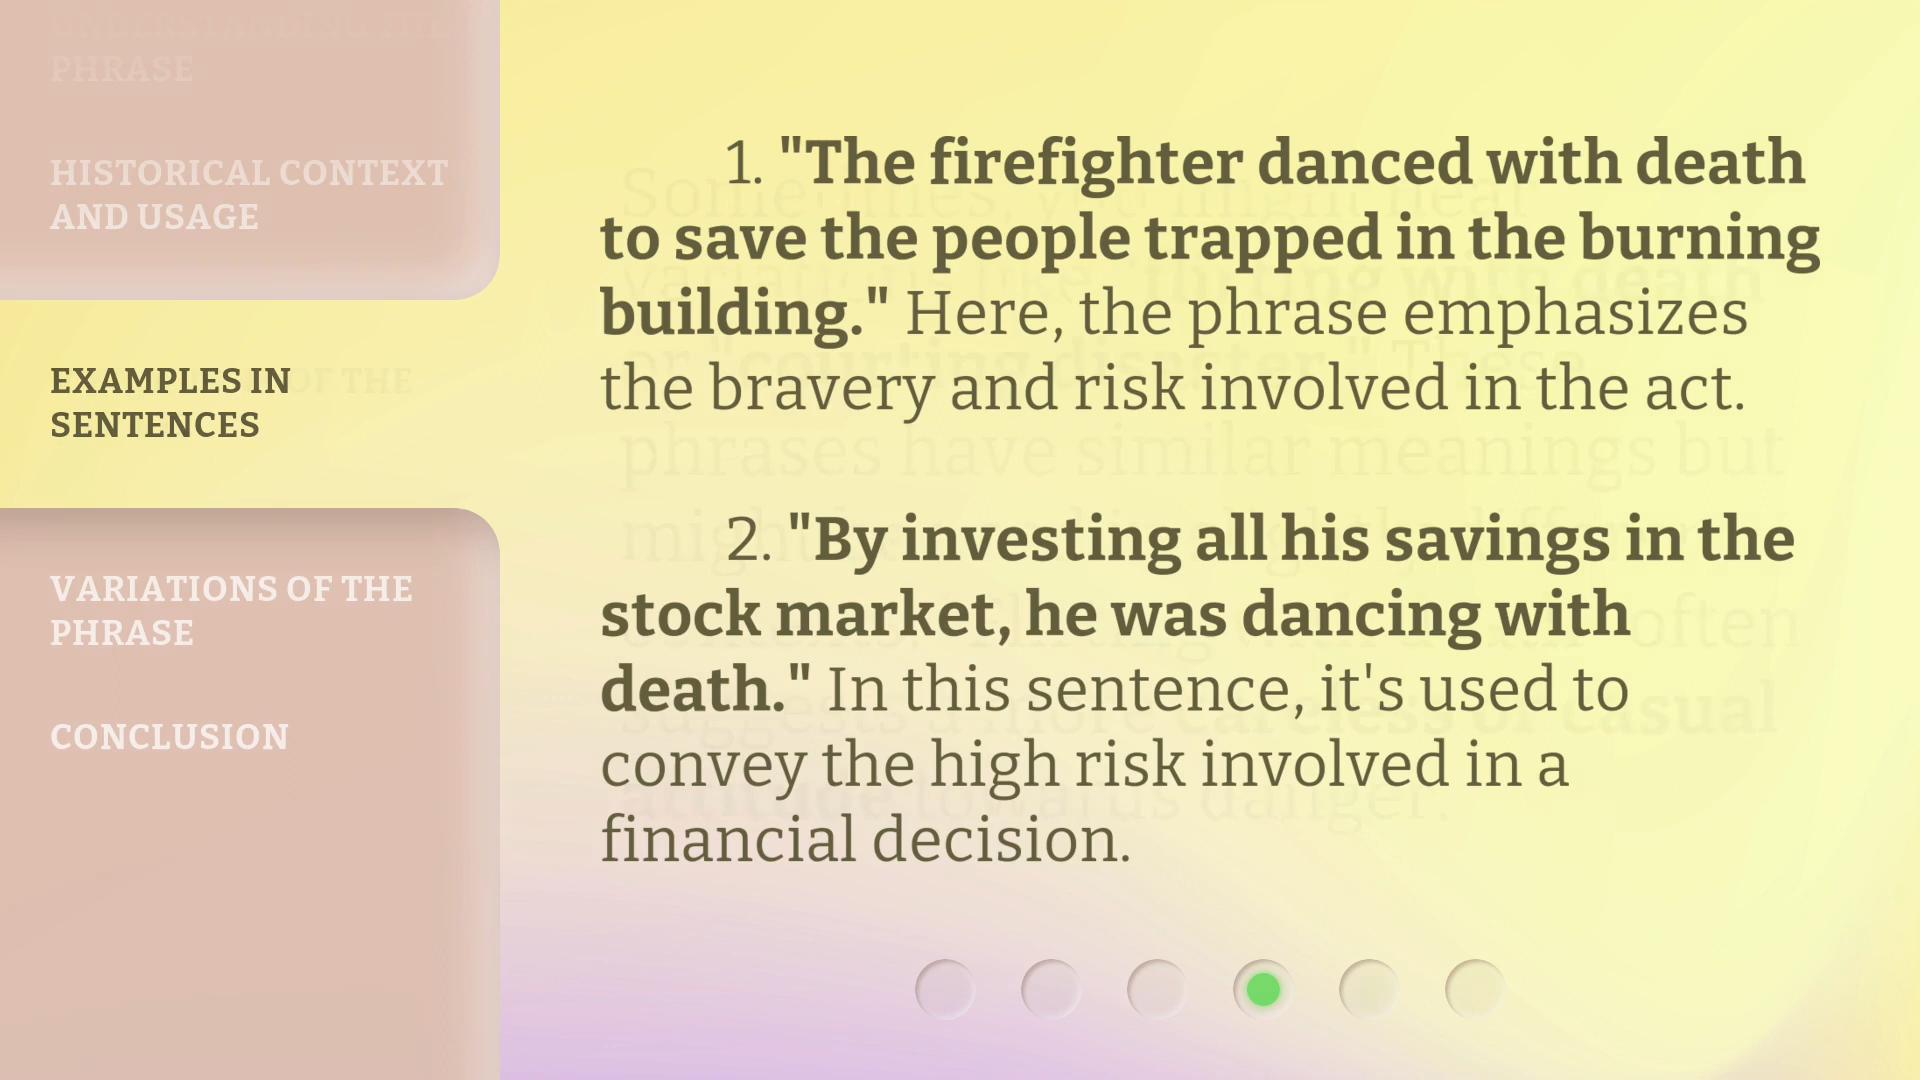 UNDERSTANDING THE
PHRASE
HISTORICAL CONTEXT
AND USAGE
EXAMPLES IN
SENTENCES
VARIATIONS OF THE
PHRASE
CONCLUSION
1. "The firefighter danced with death
to save the people trapped in the burning
building." Here, the phrase emphasizes
the bravery and risk involved in the act.
2. "By investing all his savings in the
stock market, he was dancing with
death." In this sentence, it's used to
convey the high risk involved in a
financial decision.